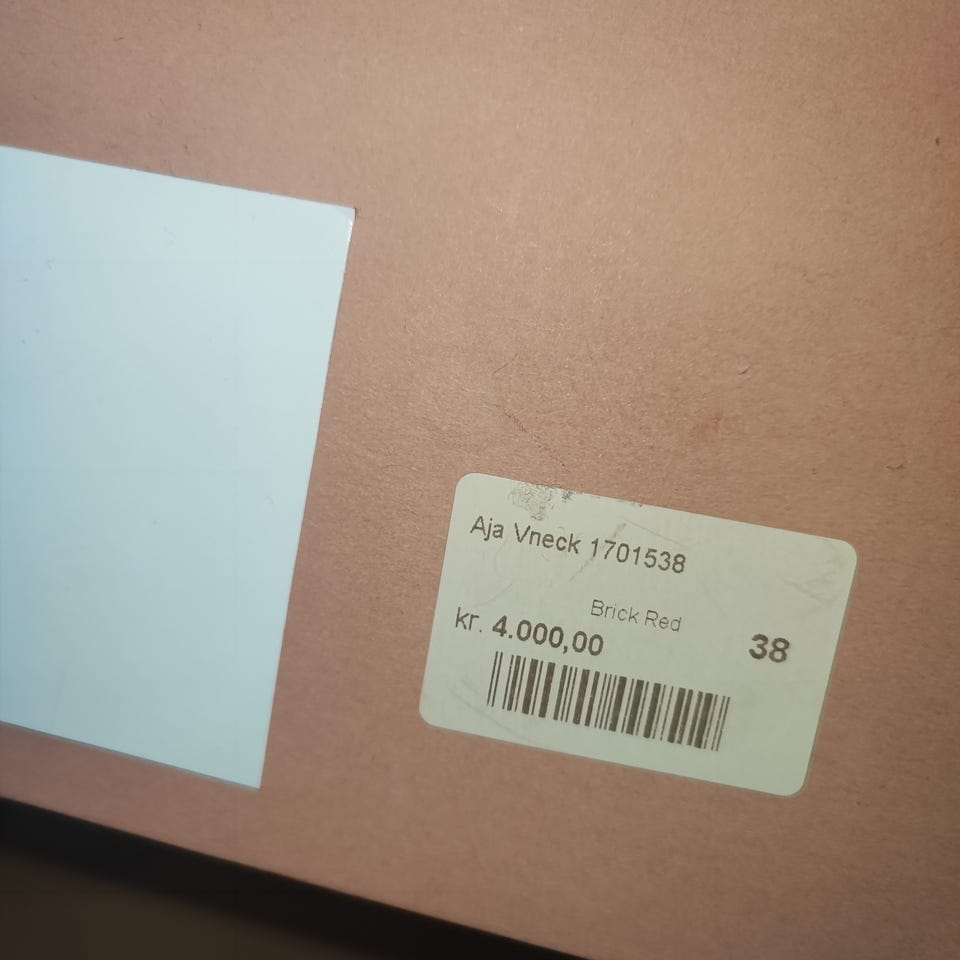 Aja Vneck 1701538
Brick Red
kr. 4.000,00
38